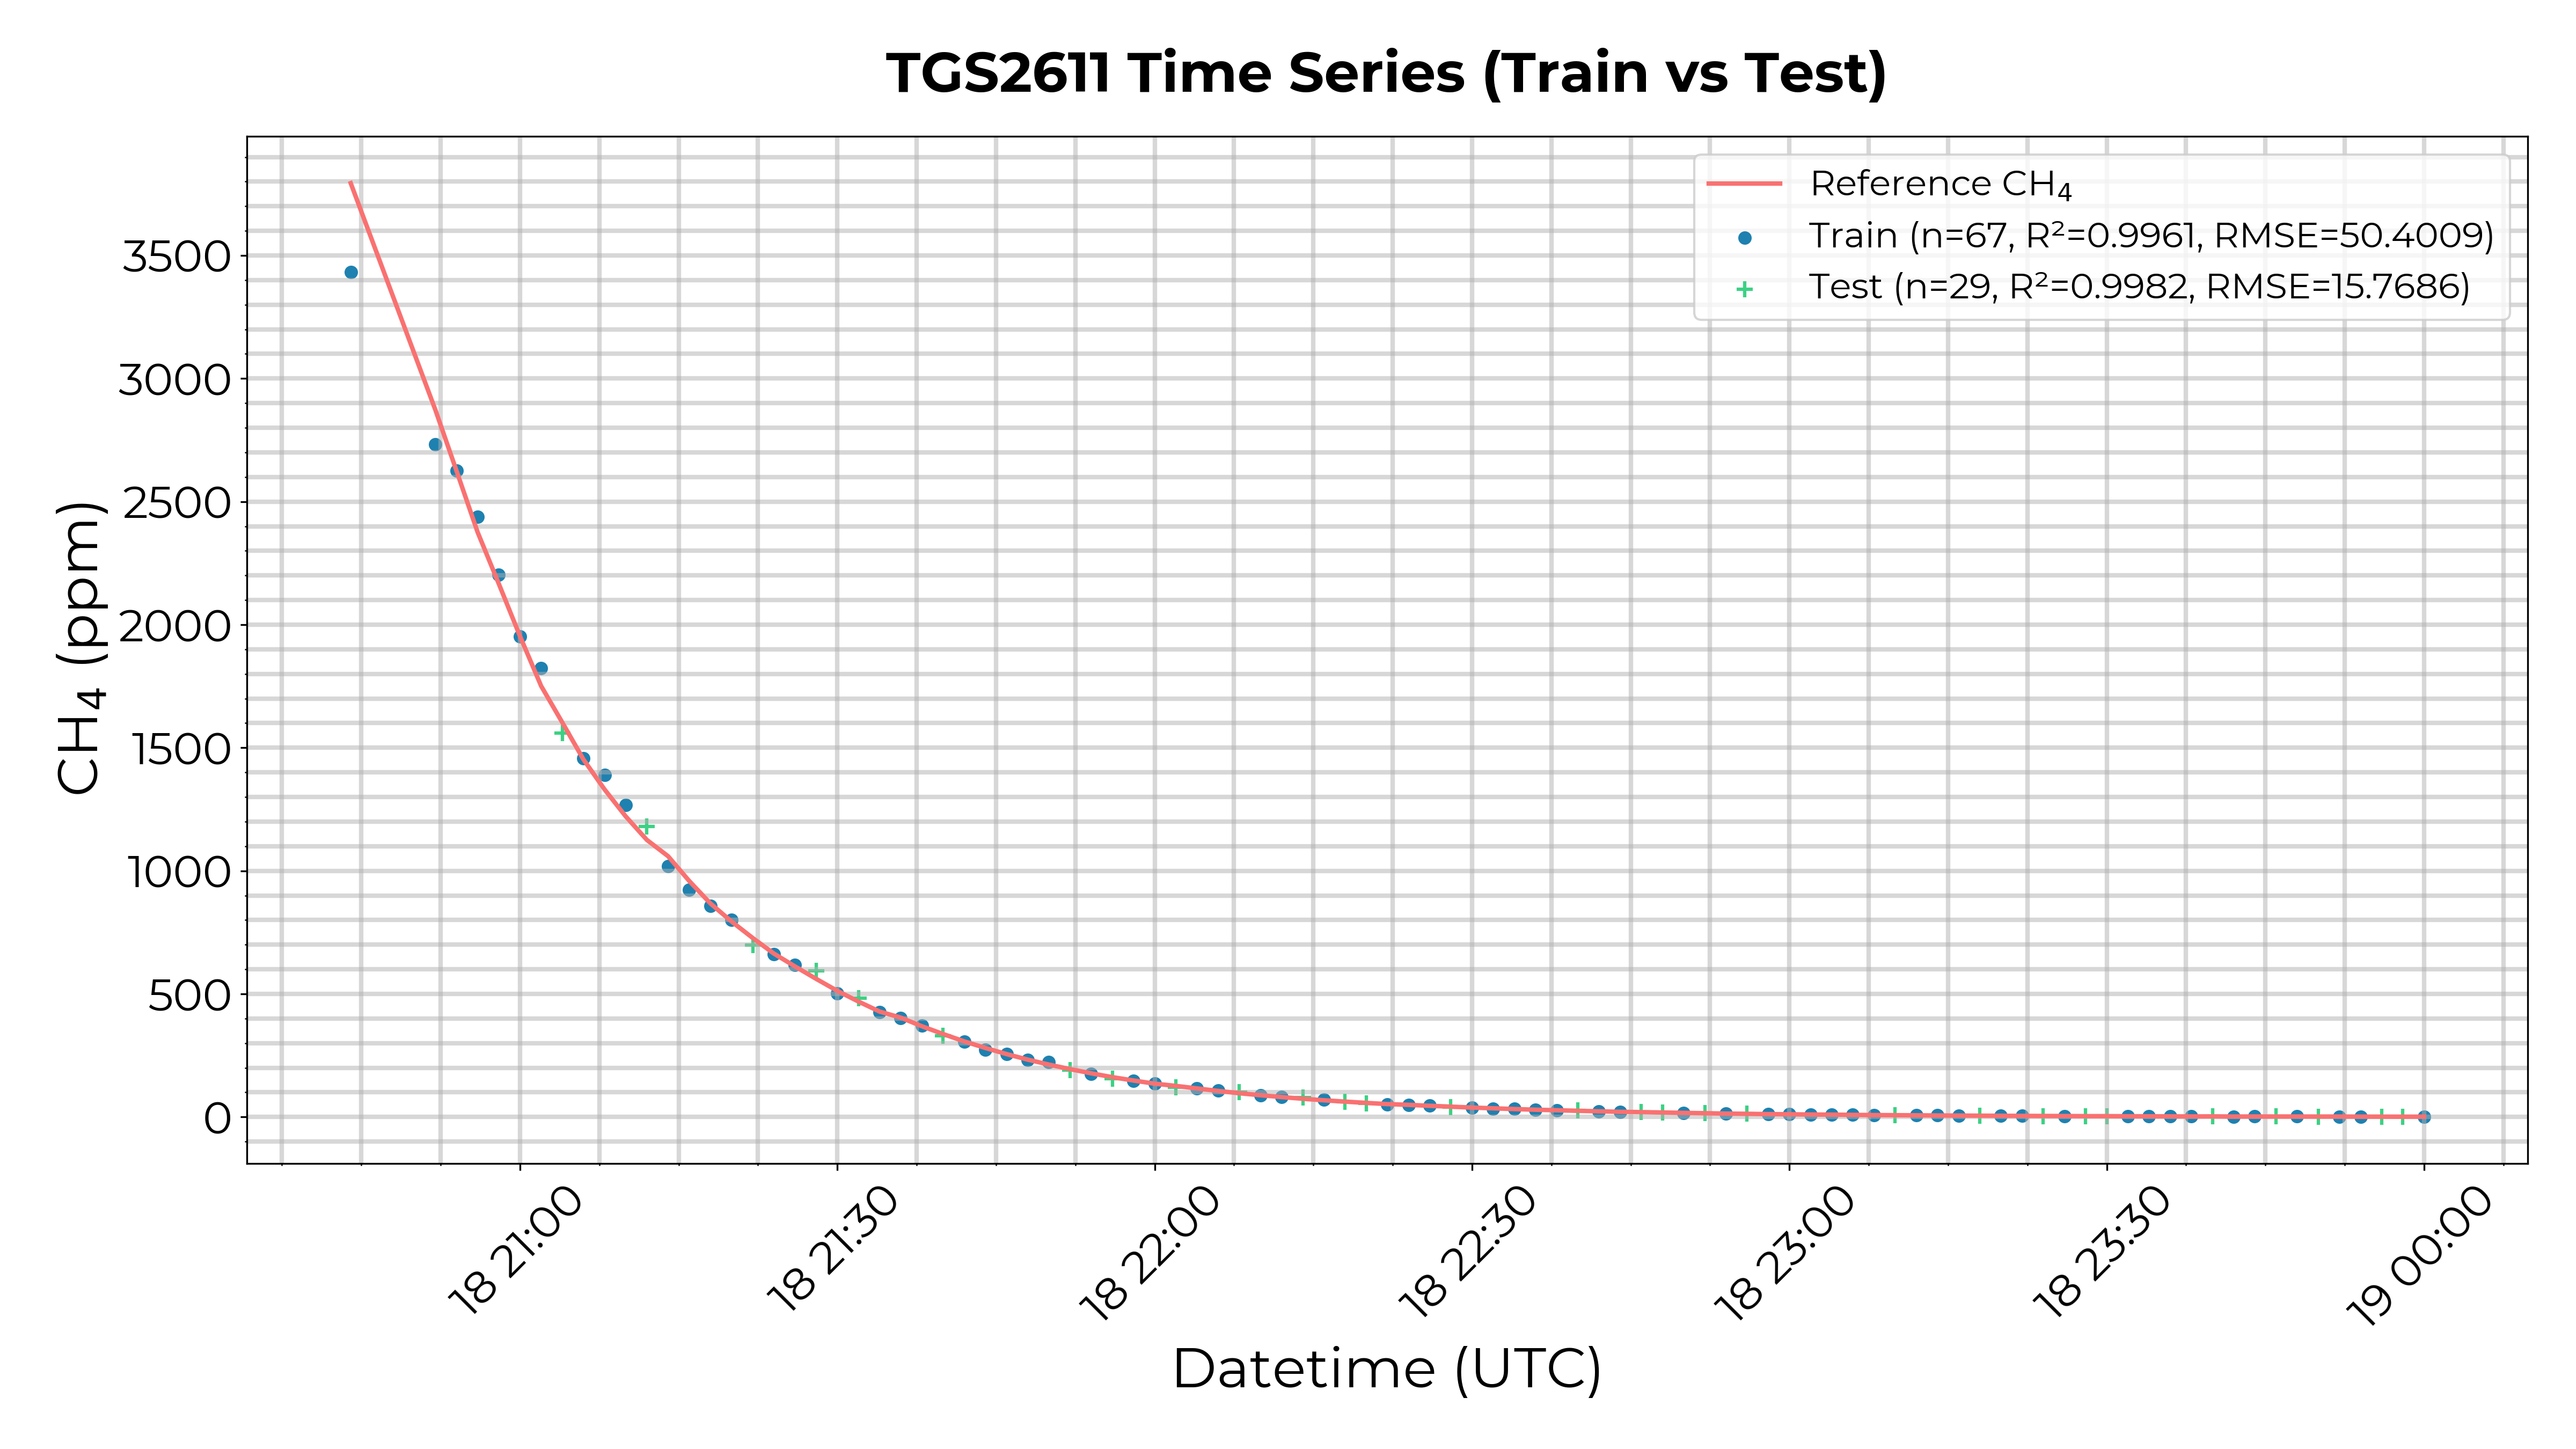 TGS2611 Time Series (Train vs Test)
Reference CH₄
Train (n=67, R²=0.9961, RMSE=50.4009)
Test (n=29, R²=0.9982, RMSE=15.7686)
CH₄ (ppm)
3500
3000
2500
2000
1500
1000
500
0
18 21:00
18 21:30
18 22:00
18 22:30
18 23:00
18 23:30
19 00:00
Datetime (UTC)